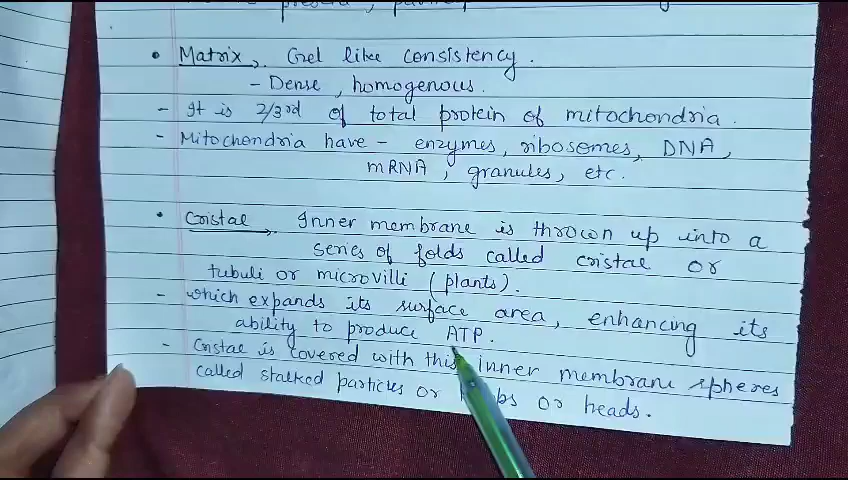 • Matrix → Gel like consistency.
- Dense, homogenous.
- It is 2/3rd of total protein of mitochondria.
- Mitochondria have - enzymes, ribosomes, DNA,
mRNA, granules, etc.
• Cristae → Inner membrane is thrown up into a
series of folds called cristae or
tubuli or microvilli (plants).
- which expands its surface area, enhancing its
ability to produce ATP.
- Cristae is covered with this inner membrane spheres
called stalked particles or or heads.